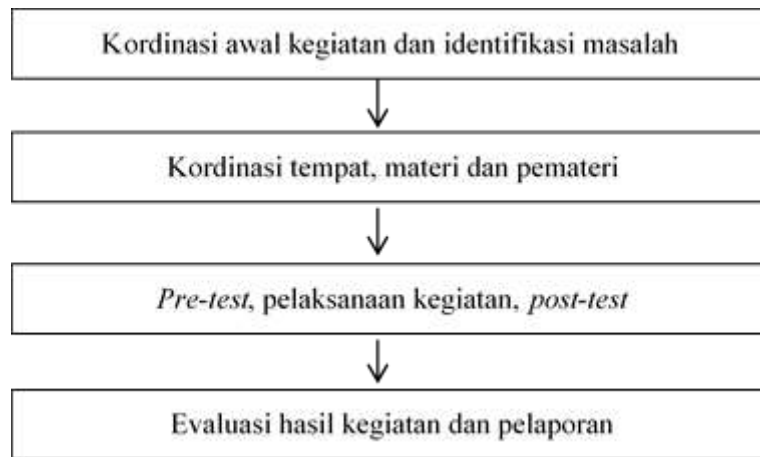 Kordinasi awal kegiatan dan identifikasi masalah
Kordinasi tempat, materi dan pemateri
Pre-test, pelaksanaan kegiatan, post-test
Evaluasi hasil kegiatan dan pelaporan